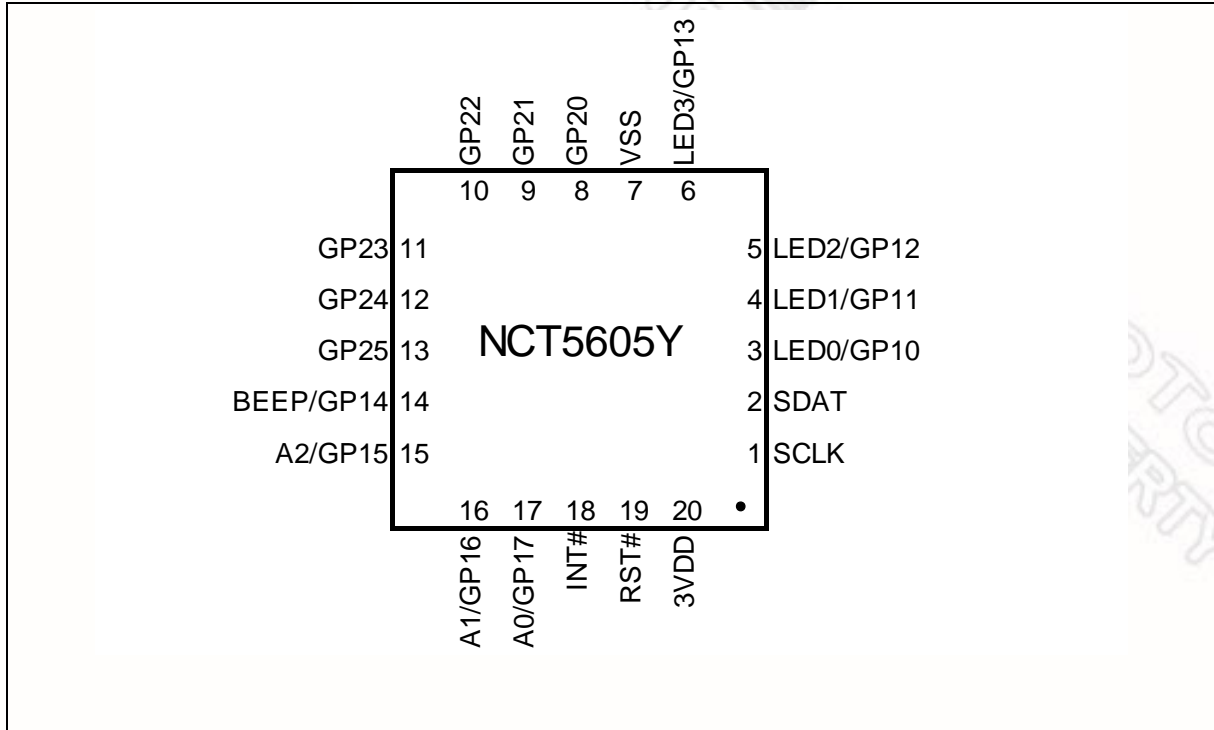 LED3/GP13
GP22
GP21
GP20
VSS
10 9 8 7 6
GP23 11 5 LED2/GP12
GP24 12 4 LED1/GP11
GP25 13 NCT5605Y 3 LED0/GP10
BEEP/GP14 14 2 SDAT
A2/GP15 15 1 SCLK
16 17 18 19 20
A1/GP16
A0/GP17
INT#
RST#
3VDD